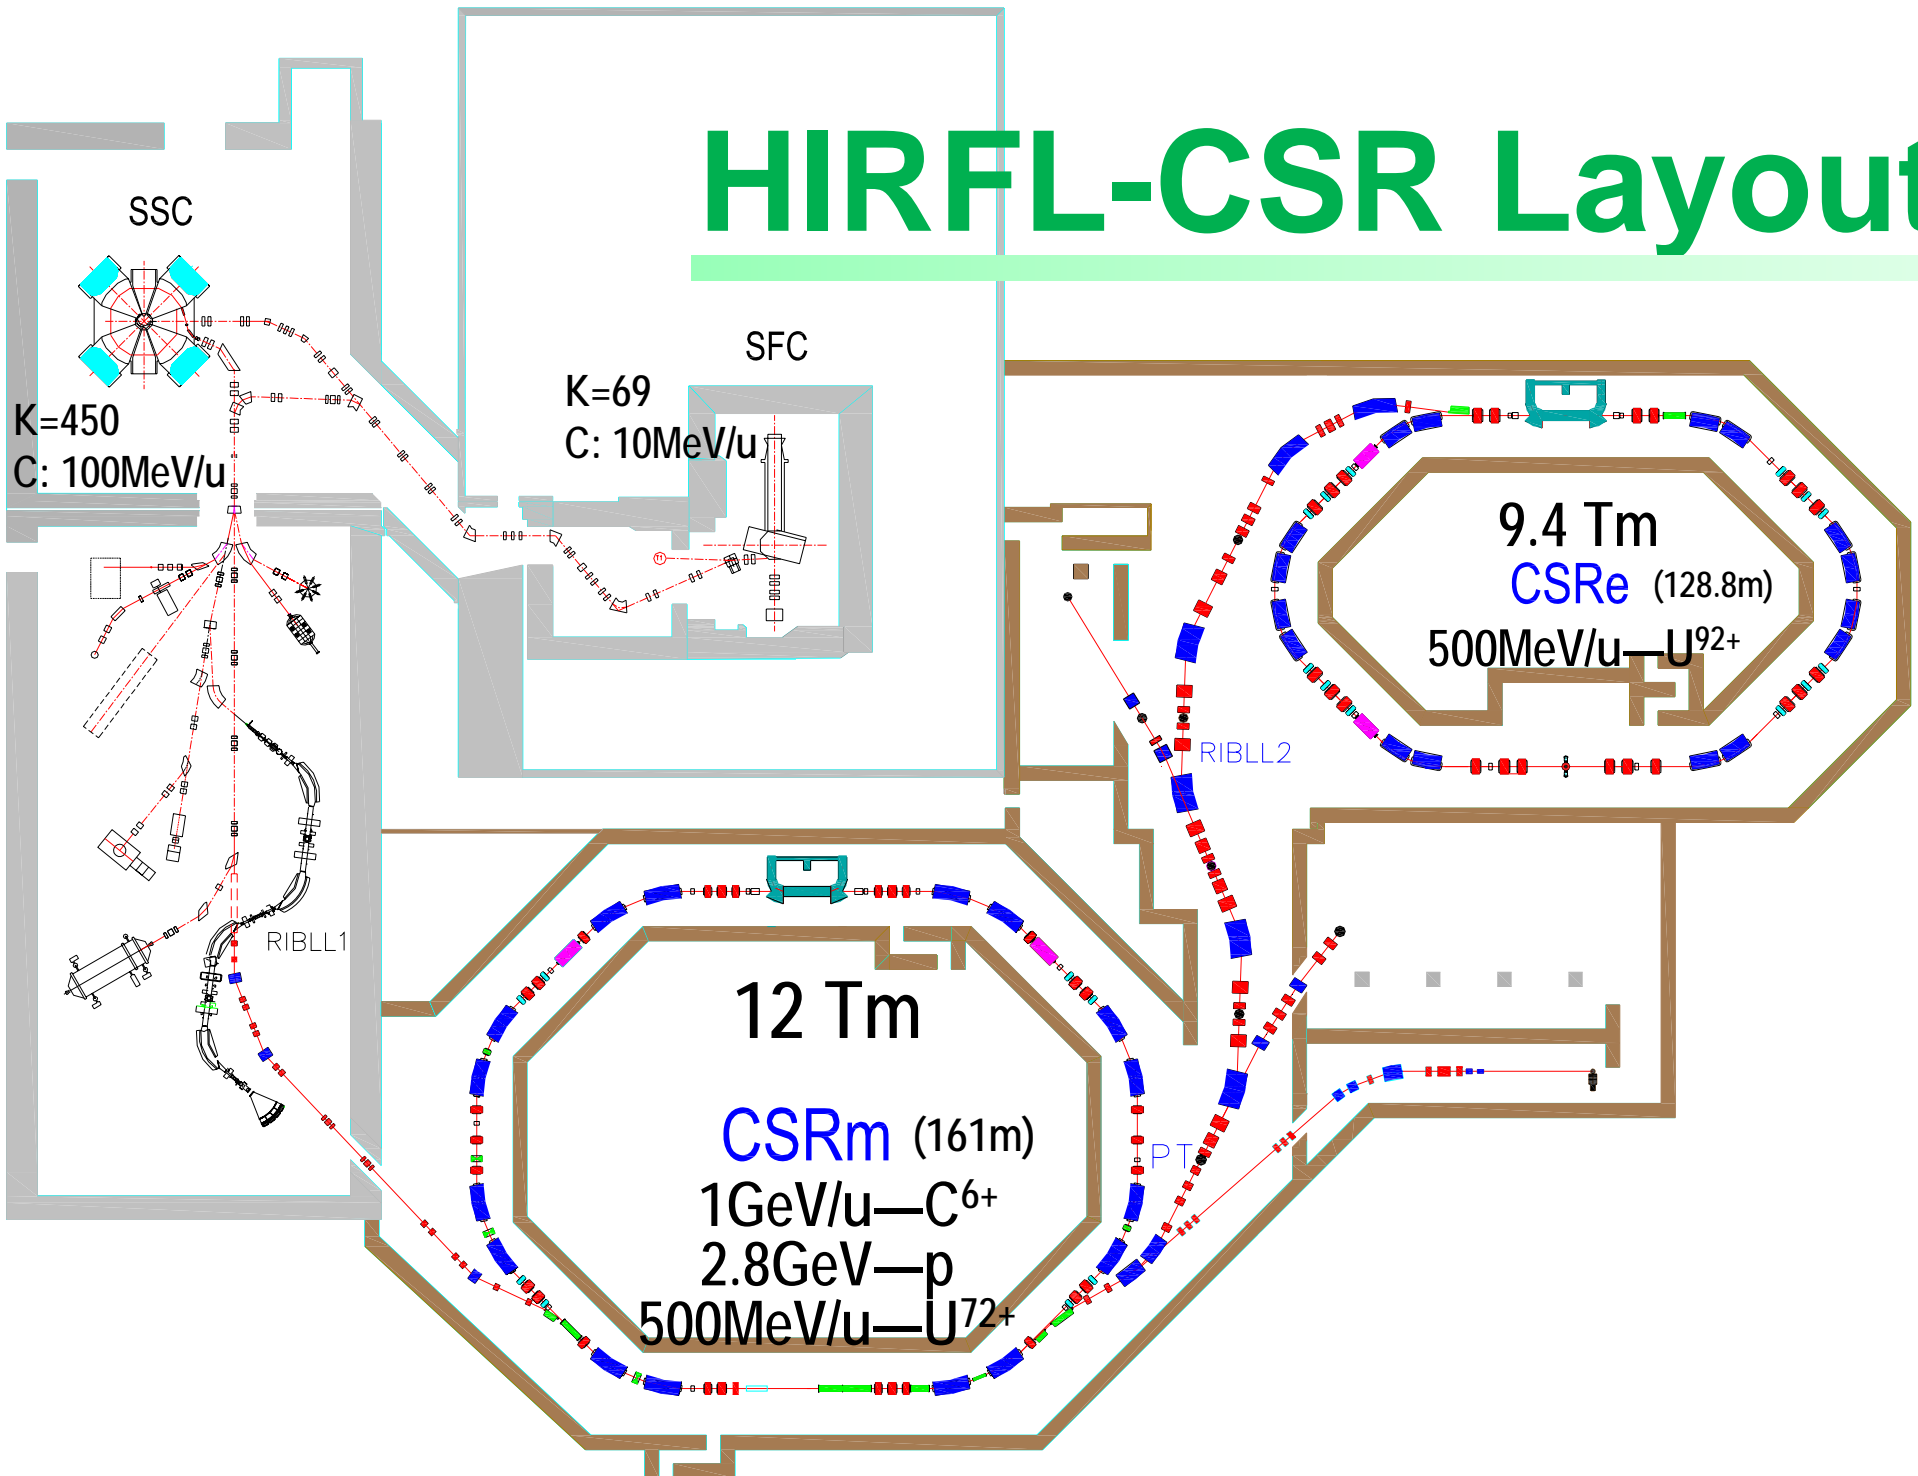 HIRFL-CSR Layout
SSC
K=450
C: 100MeV/u
SFC
K=69
C: 10MeV/u
9.4 Tm
CSRe (128.8m)
500MeV/u—U92+
RIBLL2
RIBLL1
12 Tm
CSRm (161m)
1GeV/u—C6+
2.8GeV—p
500MeV/u—U72+
PT